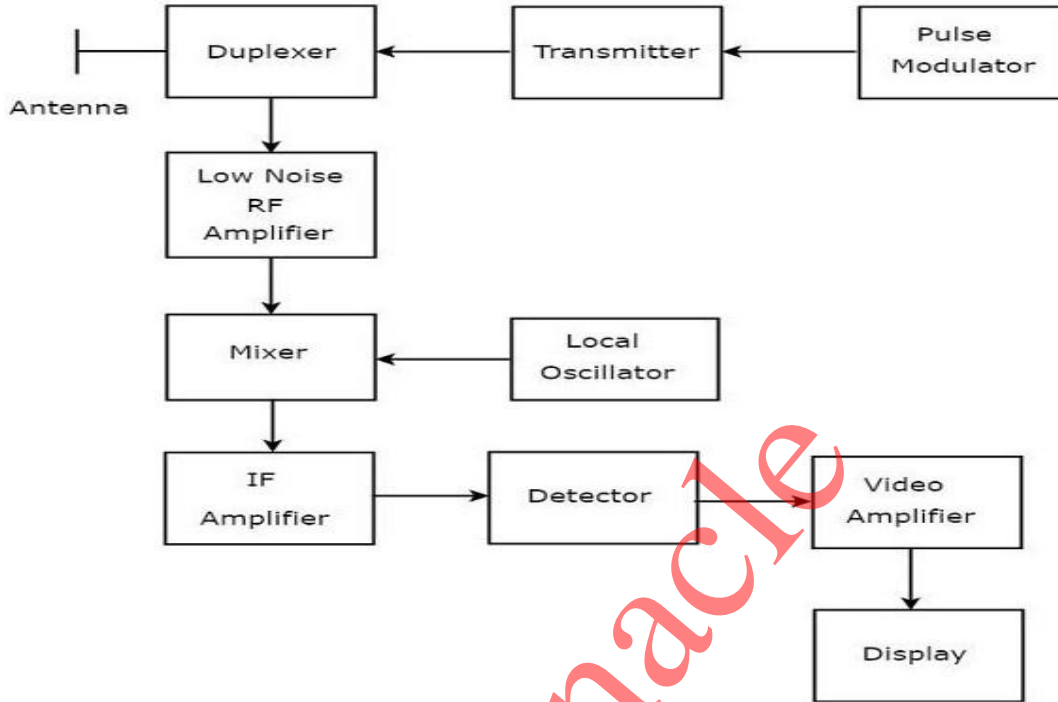 Duplexer
Transmitter
Pulse
Modulator
Antenna
Low Noise
RF
Amplifier
Mixer
Local
Oscillator
IF
Amplifier
Detector
Video
Amplifier
Display